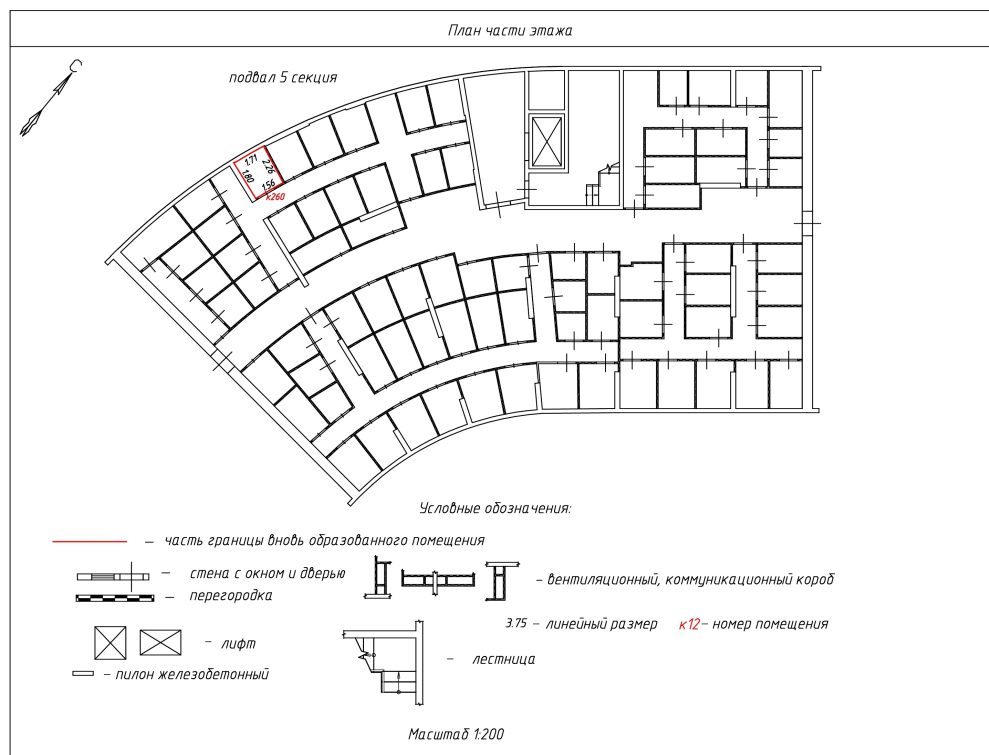 План части этажа
С
подвал 5 секция
1.71
2.26
1.80
1.56
к260
Условные обозначения:
— часть границы вновь образованного помещения
— стена с окном и дверью
— перегородка
— вентиляционный, коммуникационный короб
3.75 — линейный размер к12 — номер помещения
— лифт
— лестница
— пилон железобетонный
Масштаб 1:200